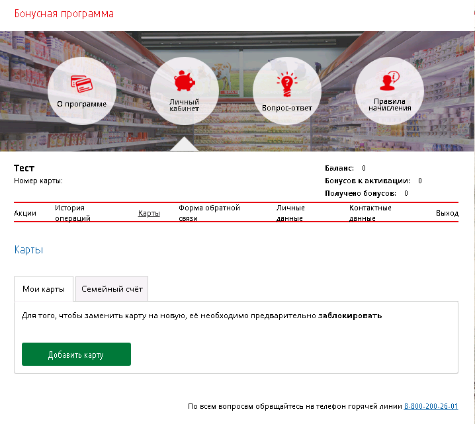 Бонусная программа
О программе
Личный
кабинет
Вопрос-ответ
Правила
начисления
Тест
Номер карты:
Баланс: 0
Бонусов к активации: 0
Получено бонусов: 0
Акции
История
операций
Карты
Форма обратной
связи
Личные
данные
Контактные
данные
Выход
Карты
Мои карты
Семейный счёт
Для того, чтобы заменить карту на новую, её необходимо предварительно заблокировать
Добавить карту
По всем вопросам обращайтесь на телефон горячей линии 8-800-200-26-01